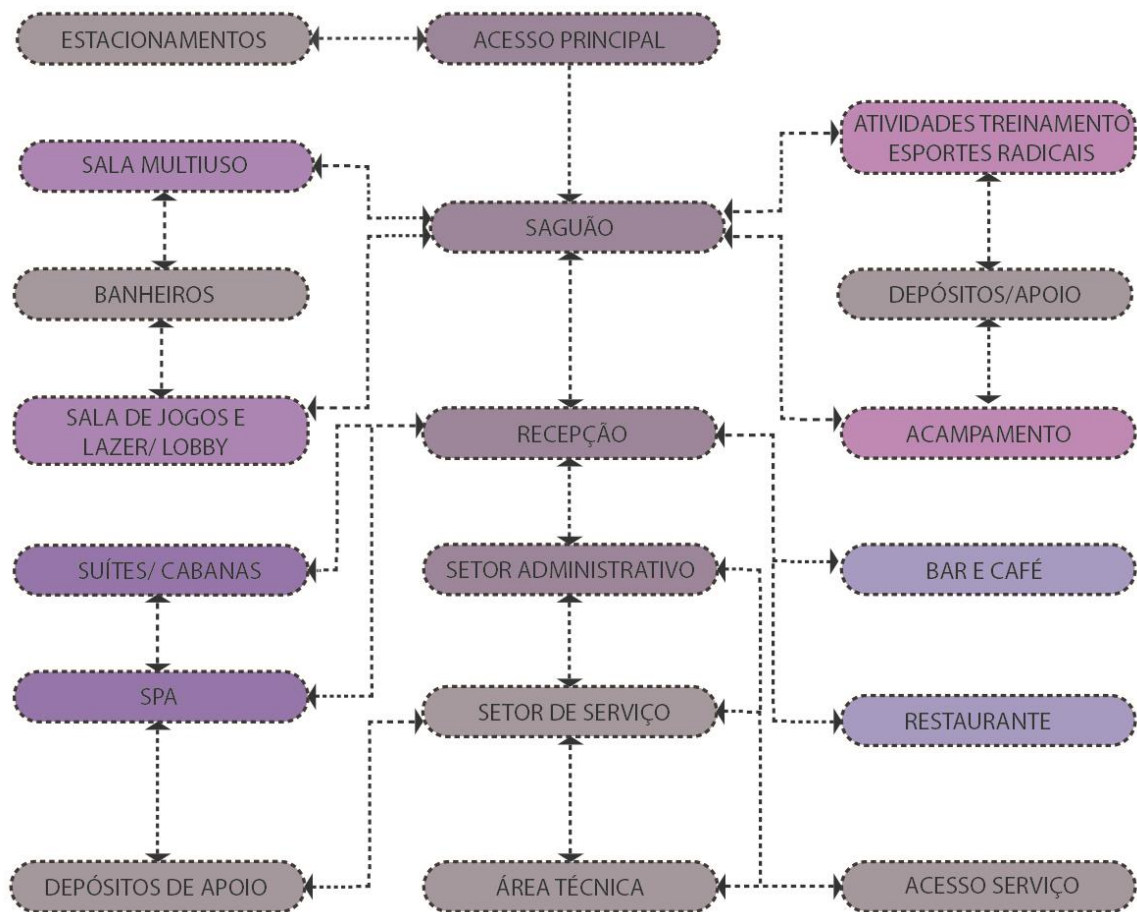 ESTACIONAMENTOS
ACESSO PRINCIPAL
ATIVIDADES TREINAMENTO
ESPORTES RADICAIS
SALA MULTIUSO
SAGUÃO
BANHEIROS
DEPÓSITOS/APOIO
SALA DE JOGOS E
LAZER/ LOBBY
RECEPÇÃO
ACAMPAMENTO
SUÍTES/ CABANAS
SETOR ADMINISTRATIVO
BAR E CAFÉ
SPA
SETOR DE SERVIÇO
RESTAURANTE
DEPÓSITOS DE APOIO
ÁREA TÉCNICA
ACESSO SERVIÇO